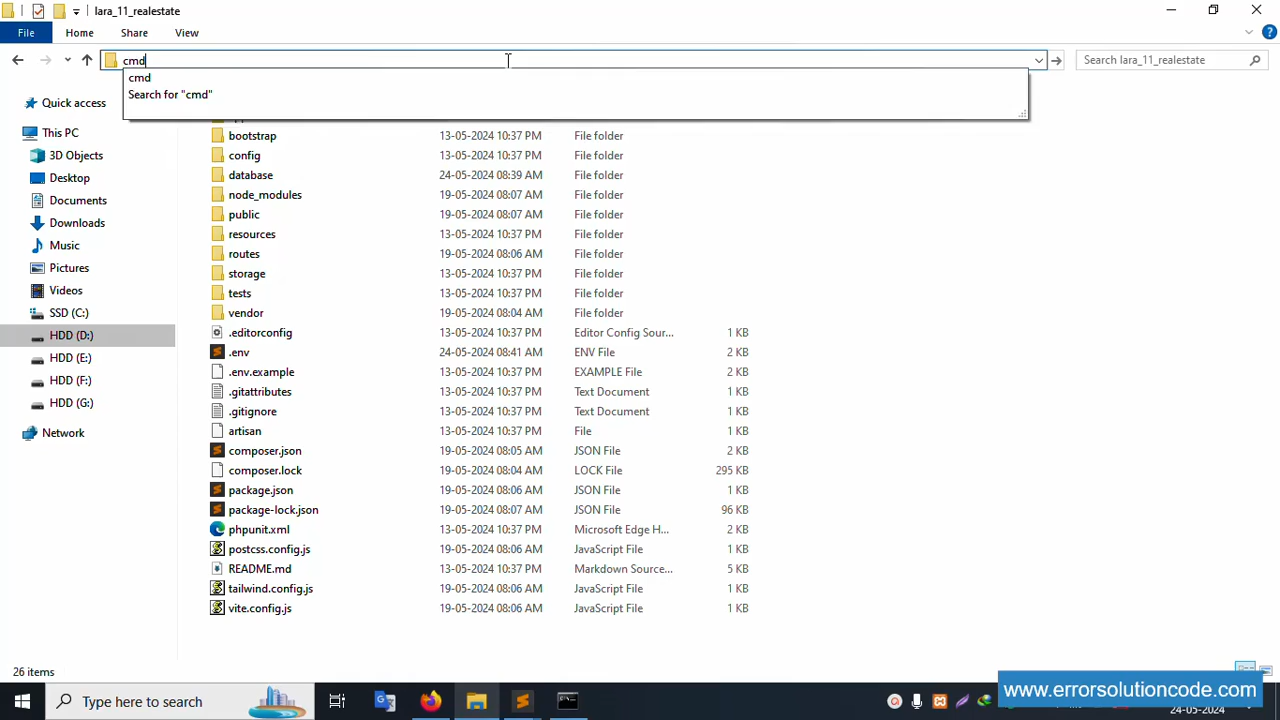 lara_11_realestate
File Home Share View
cmd Search lara_11_realestate
cmd
Search for "cmd"
Quick access
This PC
3D Objects
Desktop
Documents
Downloads
Music
Pictures
Videos
SSD (C:)
HDD (D:)
HDD (E:)
HDD (F:)
HDD (G:)
Network
bootstrap 13-05-2024 10:37 PM File folder
config 13-05-2024 10:37 PM File folder
database 24-05-2024 08:39 AM File folder
node_modules 19-05-2024 08:07 AM File folder
public 19-05-2024 08:07 AM File folder
resources 13-05-2024 10:37 PM File folder
routes 19-05-2024 08:06 AM File folder
storage 13-05-2024 10:37 PM File folder
tests 13-05-2024 10:37 PM File folder
vendor 19-05-2024 08:04 AM File folder
.editorconfig 13-05-2024 10:37 PM Editor Config Sour... 1 KB
.env 24-05-2024 08:41 AM ENV File 2 KB
.env.example 13-05-2024 10:37 PM EXAMPLE File 2 KB
.gitattributes 13-05-2024 10:37 PM Text Document 1 KB
.gitignore 13-05-2024 10:37 PM Text Document 1 KB
artisan 13-05-2024 10:37 PM File 1 KB
composer.json 19-05-2024 08:05 AM JSON File 2 KB
composer.lock 19-05-2024 08:04 AM LOCK File 295 KB
package.json 19-05-2024 08:06 AM JSON File 1 KB
package-lock.json 19-05-2024 08:07 AM JSON File 96 KB
phpunit.xml 13-05-2024 10:37 PM Microsoft Edge H... 2 KB
postcss.config.js 19-05-2024 08:06 AM JavaScript File 1 KB
README.md 13-05-2024 10:37 PM Markdown Source... 5 KB
tailwind.config.js 19-05-2024 08:06 AM JavaScript File 1 KB
vite.config.js 19-05-2024 08:06 AM JavaScript File 1 KB
26 items
Type here to search
www.errorsolutioncode.com
24-05-2024